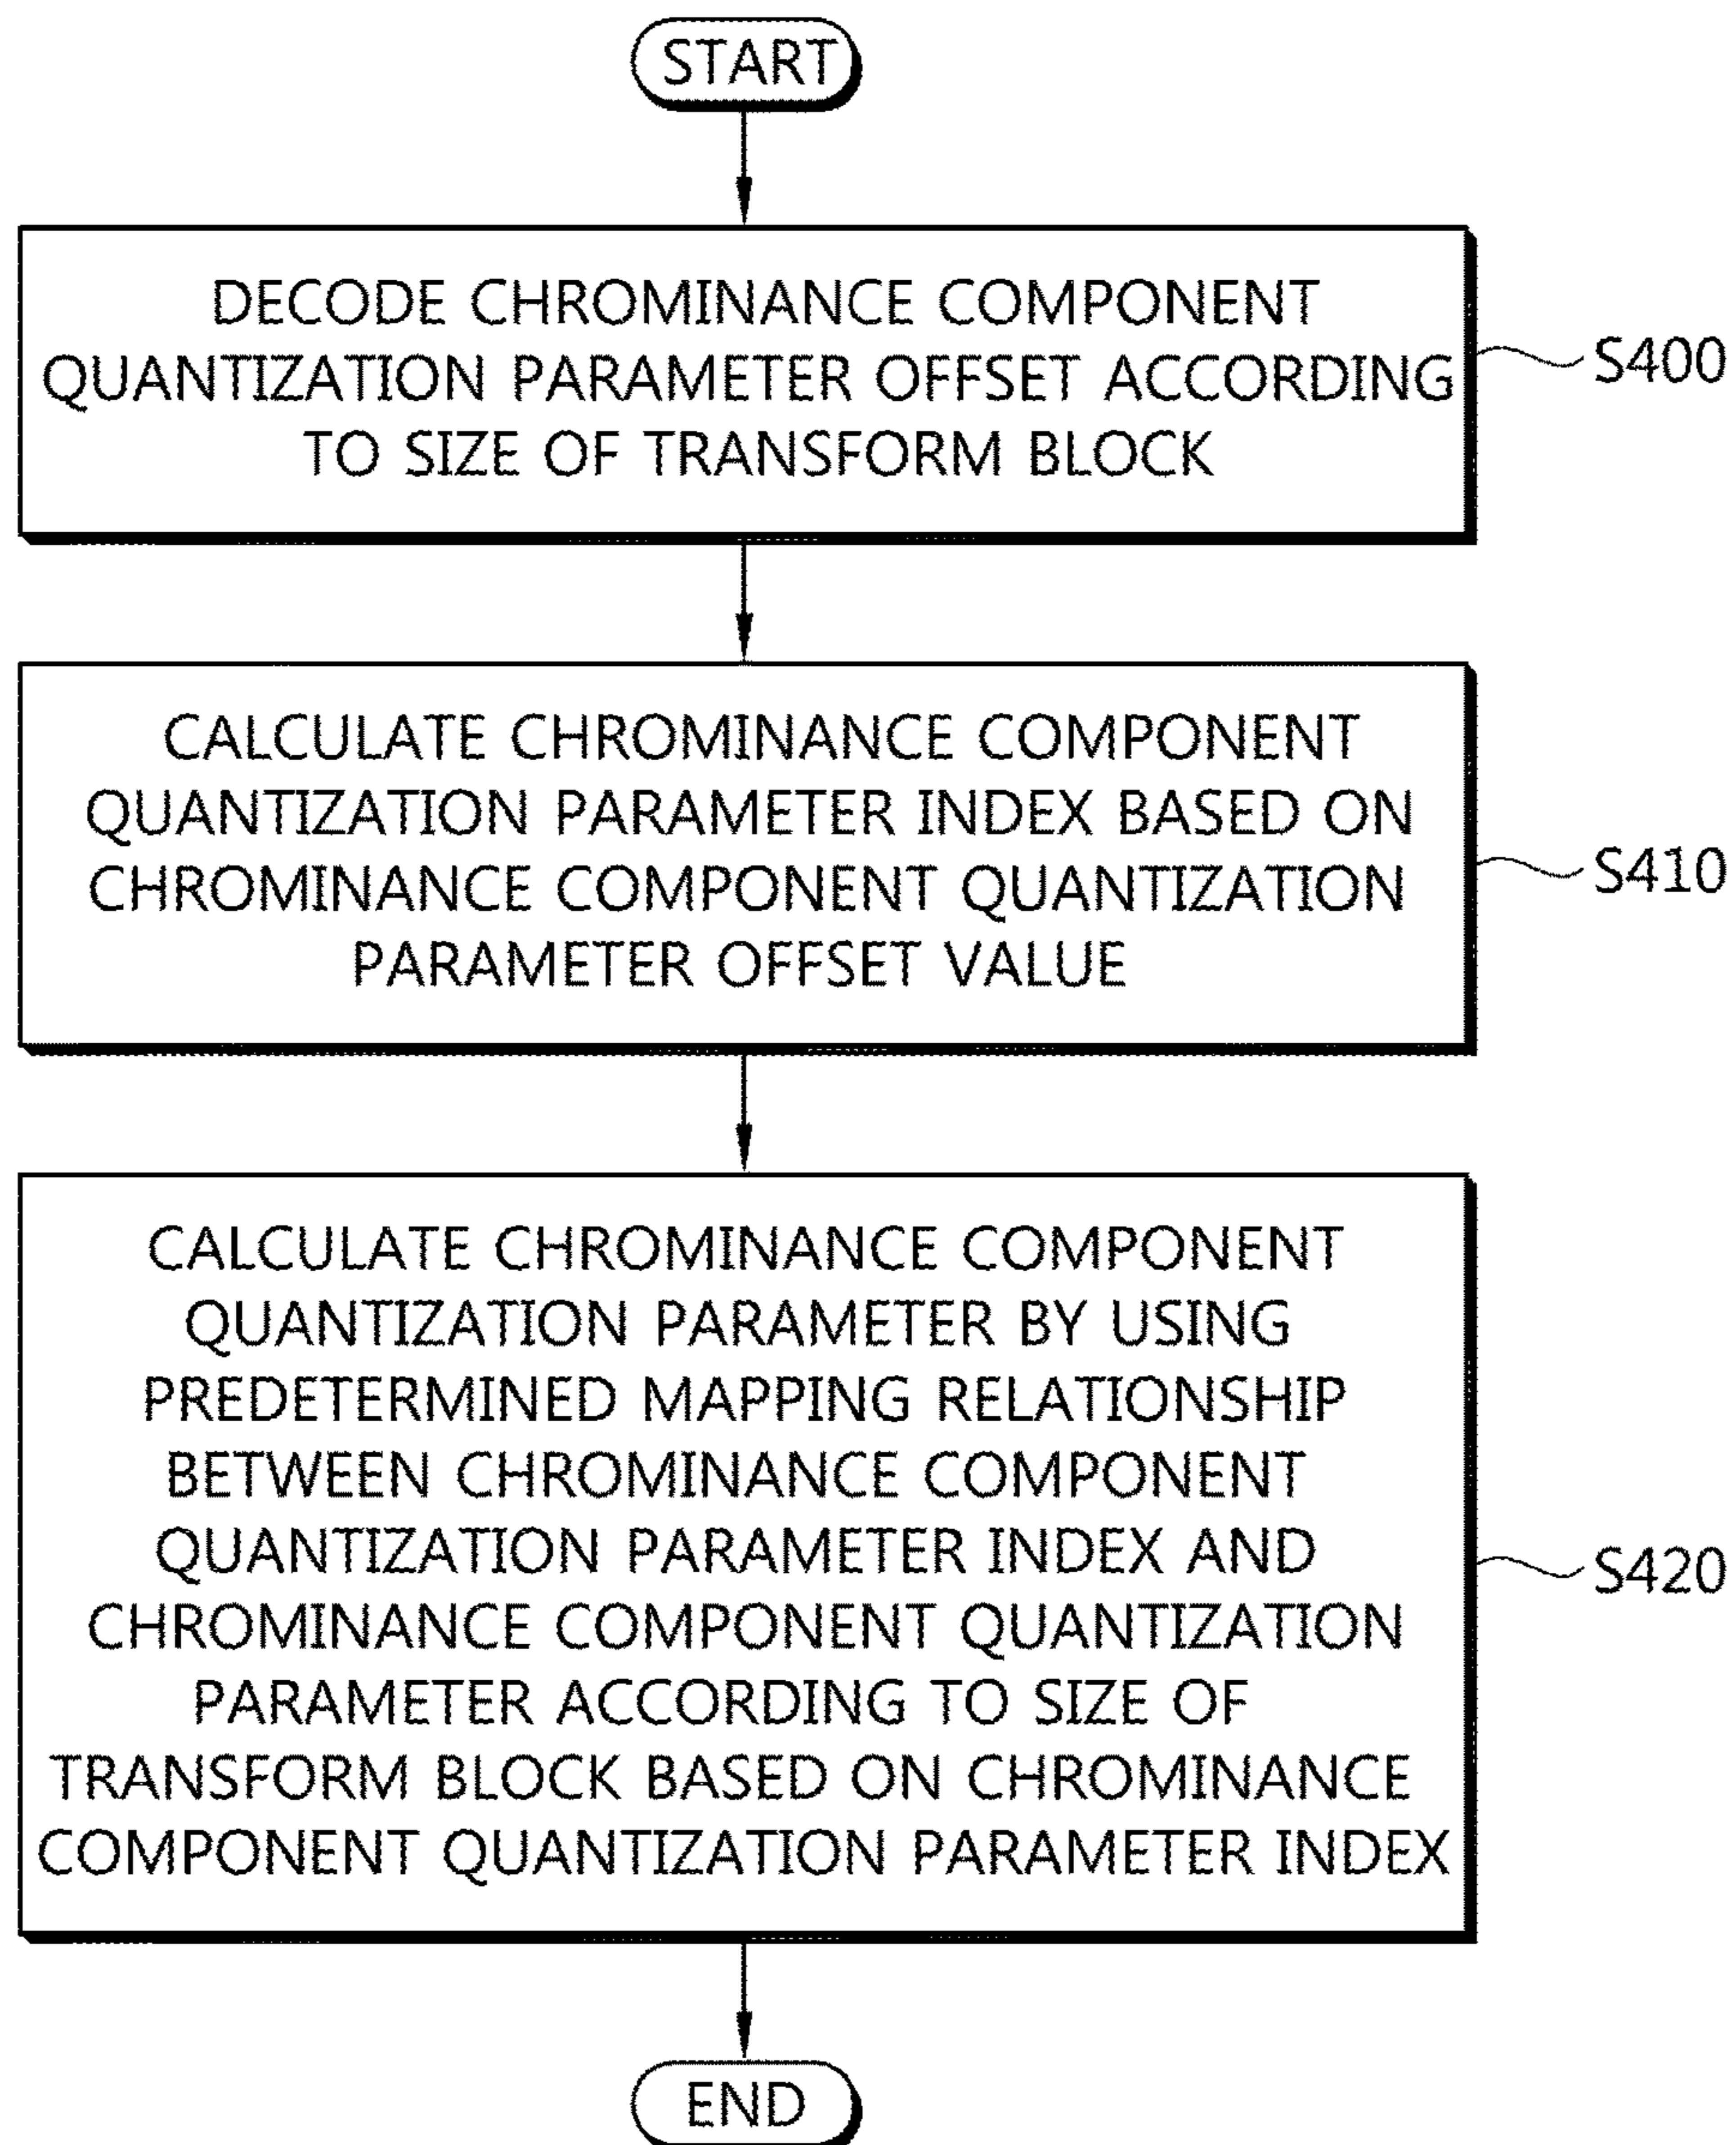 START
DECODE CHROMINANCE COMPONENT
QUANTIZATION PARAMETER OFFSET ACCORDING
TO SIZE OF TRANSFORM BLOCK
S400
CALCULATE CHROMINANCE COMPONENT
QUANTIZATION PARAMETER INDEX BASED ON
CHROMINANCE COMPONENT QUANTIZATION
PARAMETER OFFSET VALUE
S410
CALCULATE CHROMINANCE COMPONENT
QUANTIZATION PARAMETER BY USING
PREDETERMINED MAPPING RELATIONSHIP
BETWEEN CHROMINANCE COMPONENT
QUANTIZATION PARAMETER INDEX AND
CHROMINANCE COMPONENT QUANTIZATION
PARAMETER ACCORDING TO SIZE OF
TRANSFORM BLOCK BASED ON CHROMINANCE
COMPONENT QUANTIZATION PARAMETER INDEX
S420
END